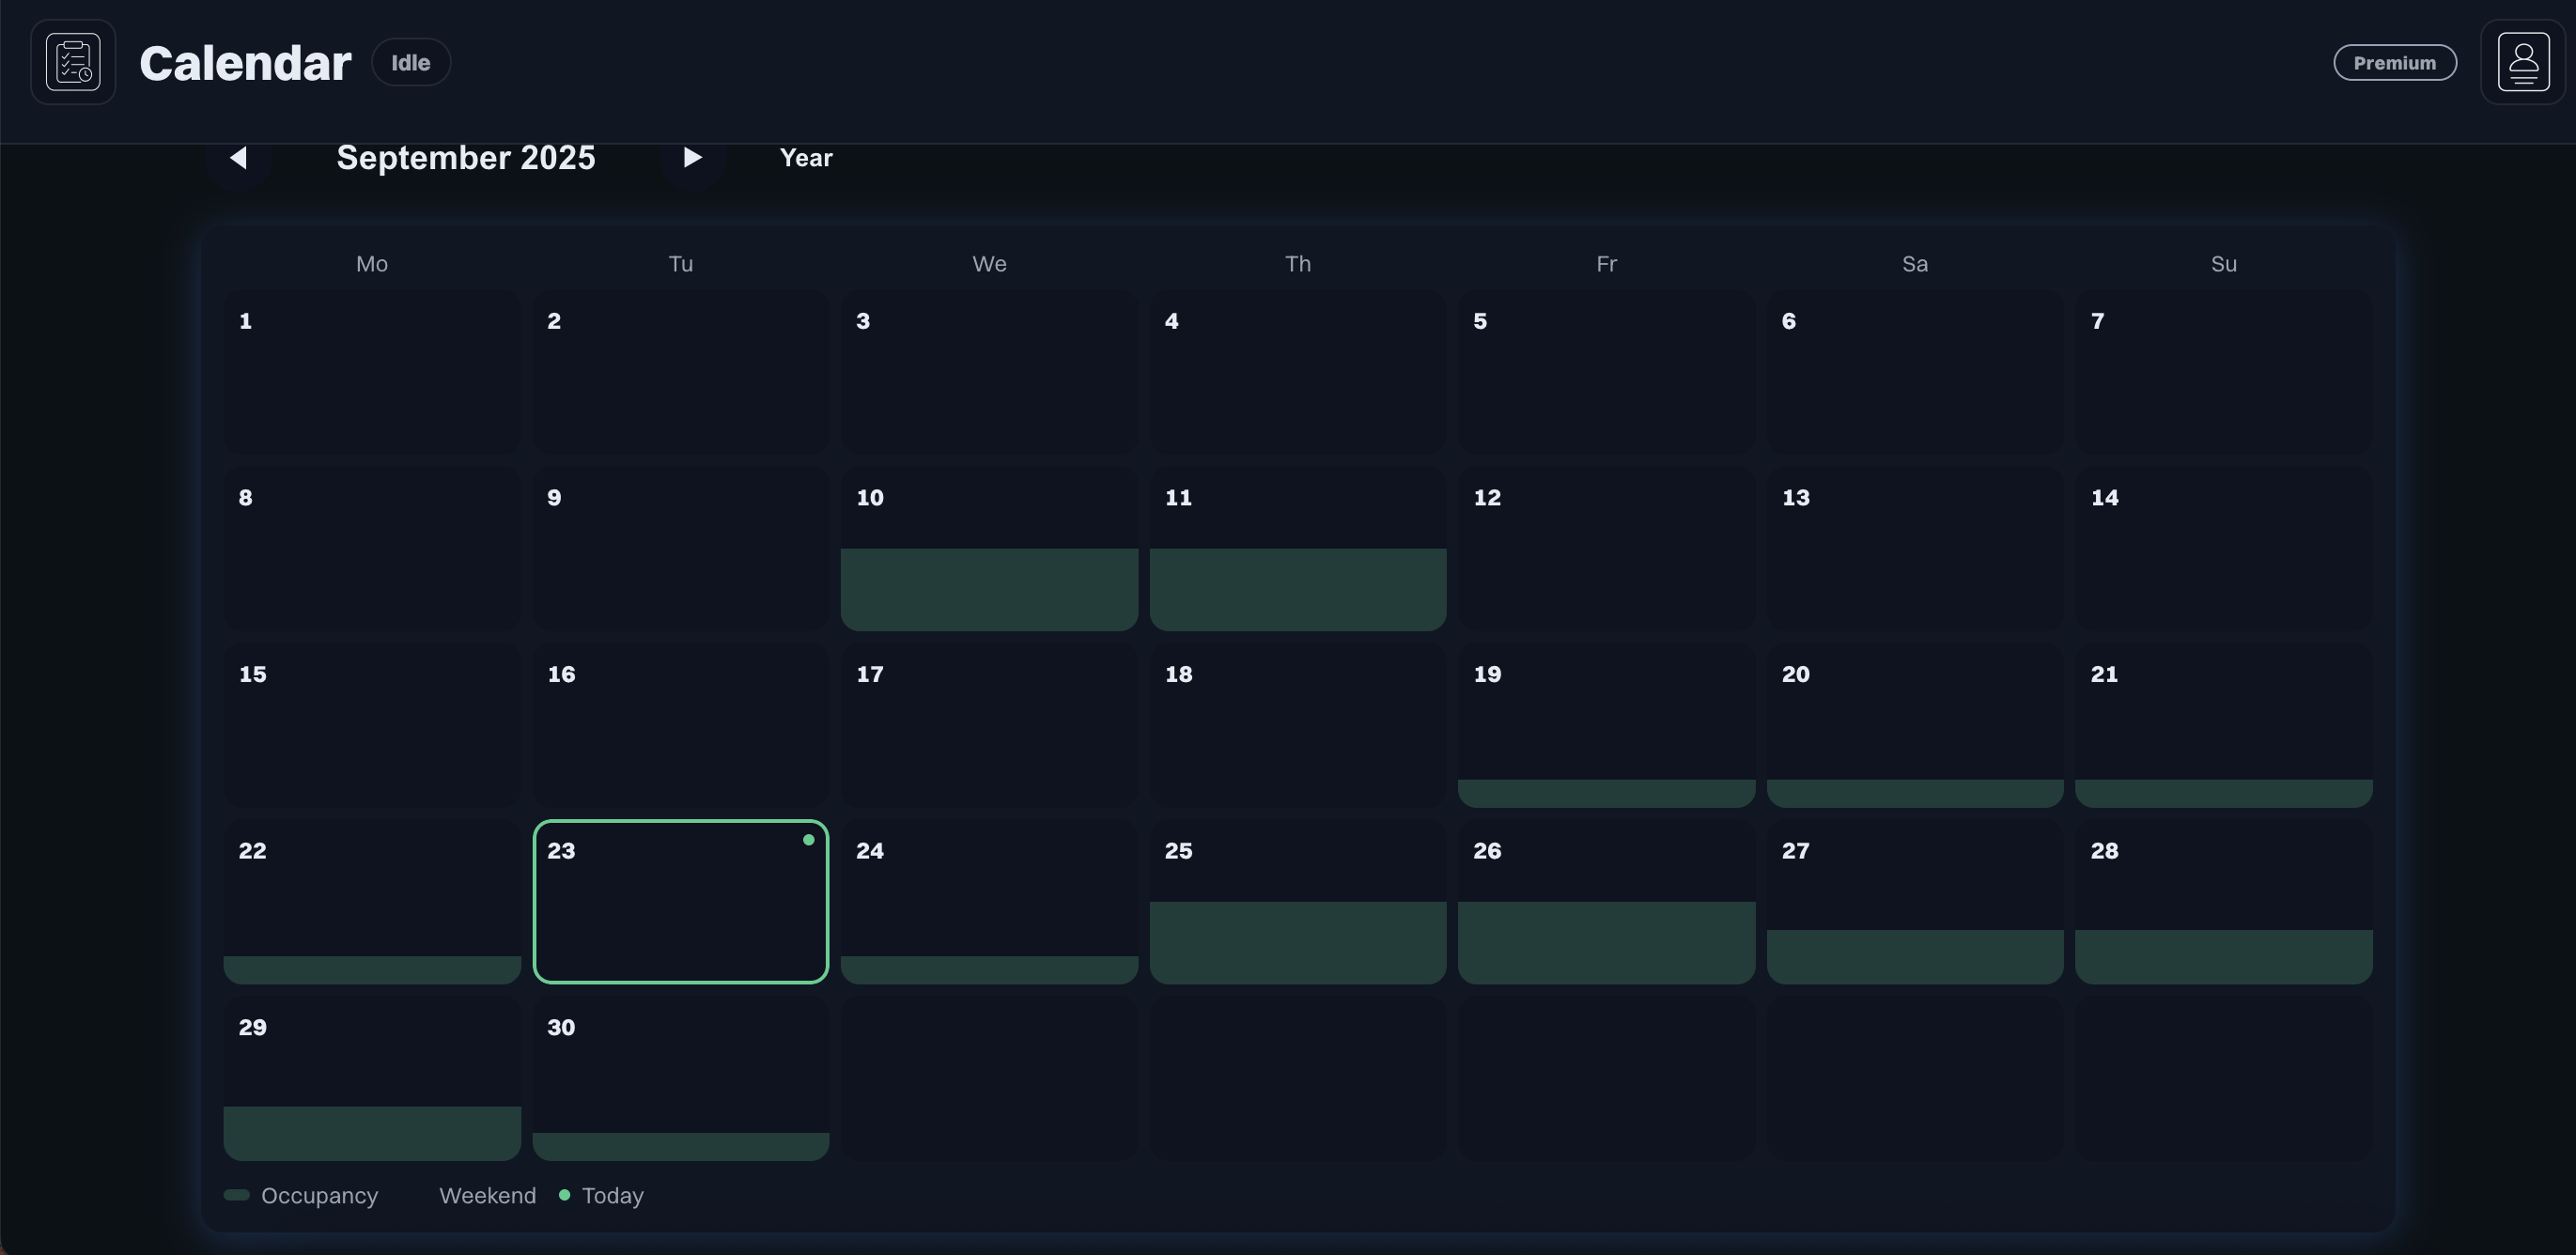 Calendar Idle Premium
September 2025 Year
Mo Tu We Th Fr Sa Su
1 2 3 4 5 6 7
8 9 10 11 12 13 14
15 16 17 18 19 20 21
22 23 24 25 26 27 28
29 30
Occupancy Weekend Today